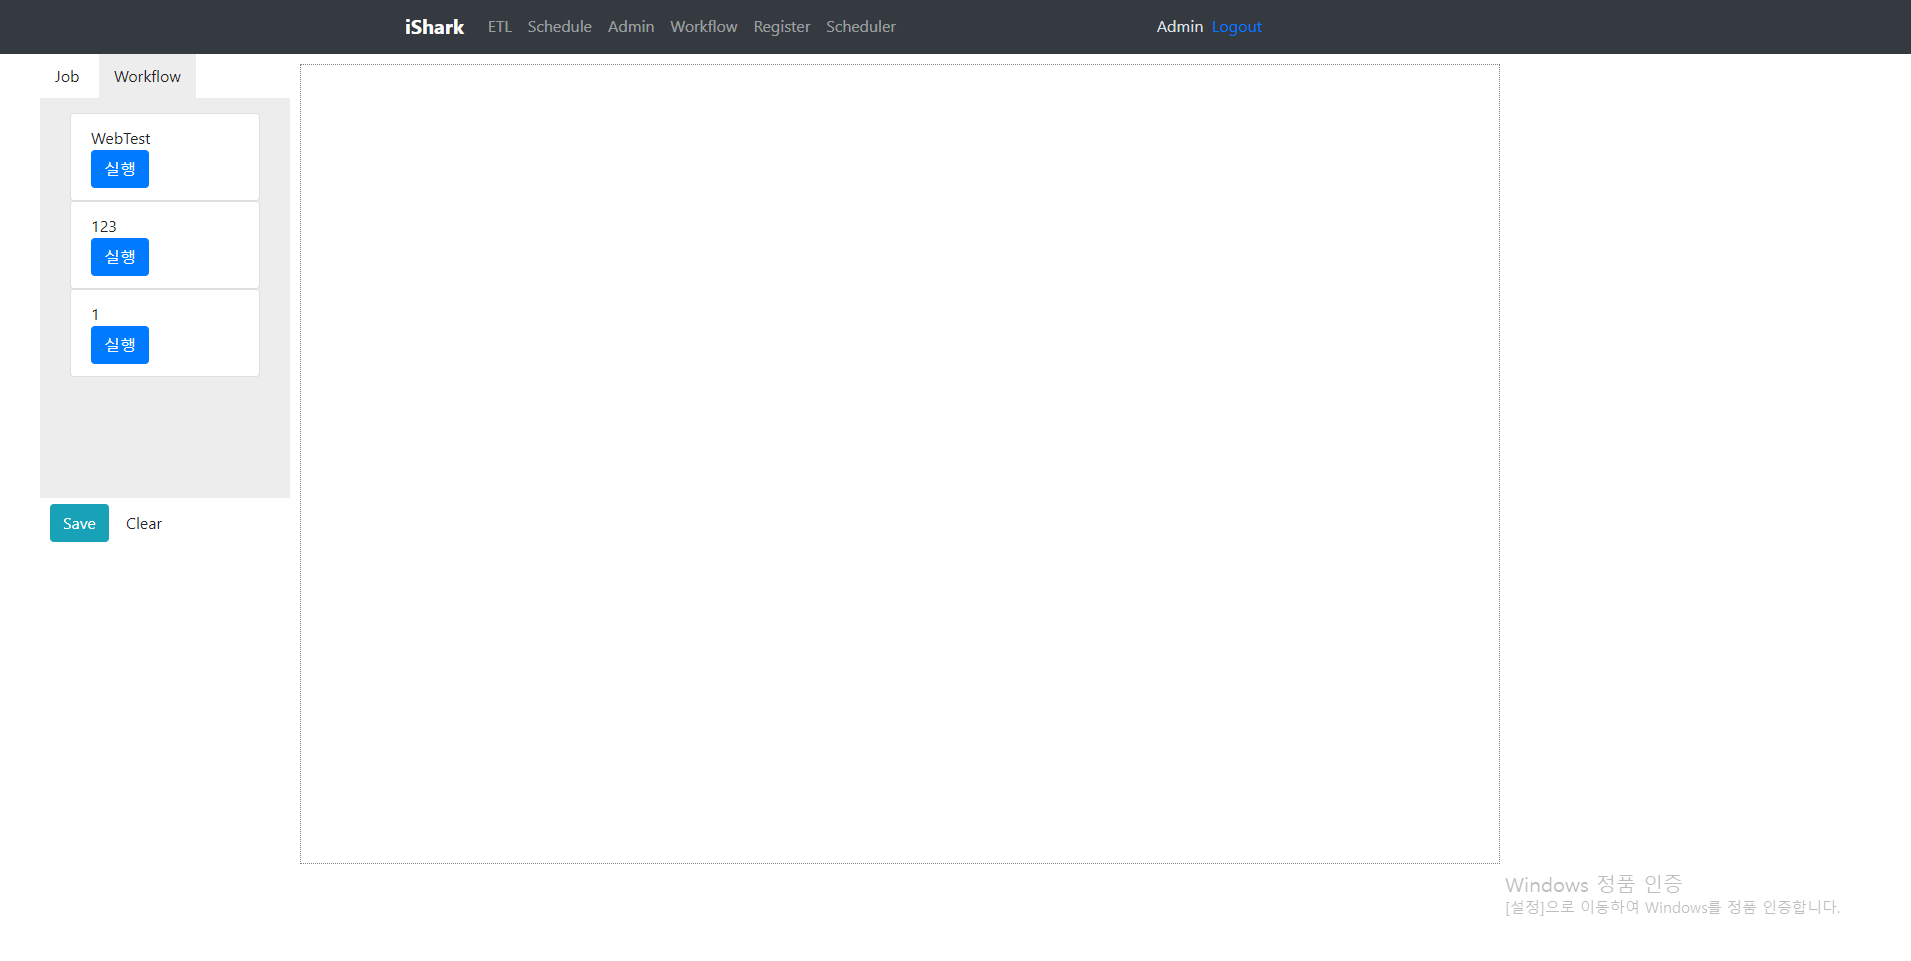 iShark ETL Schedule Admin Workflow Register Scheduler Admin Logout
Job Workflow
WebTest
실행
123
실행
1
실행
Save Clear
Windows 정품 인증
[설정]으로 이동하여 Windows를 정품 인증합니다.